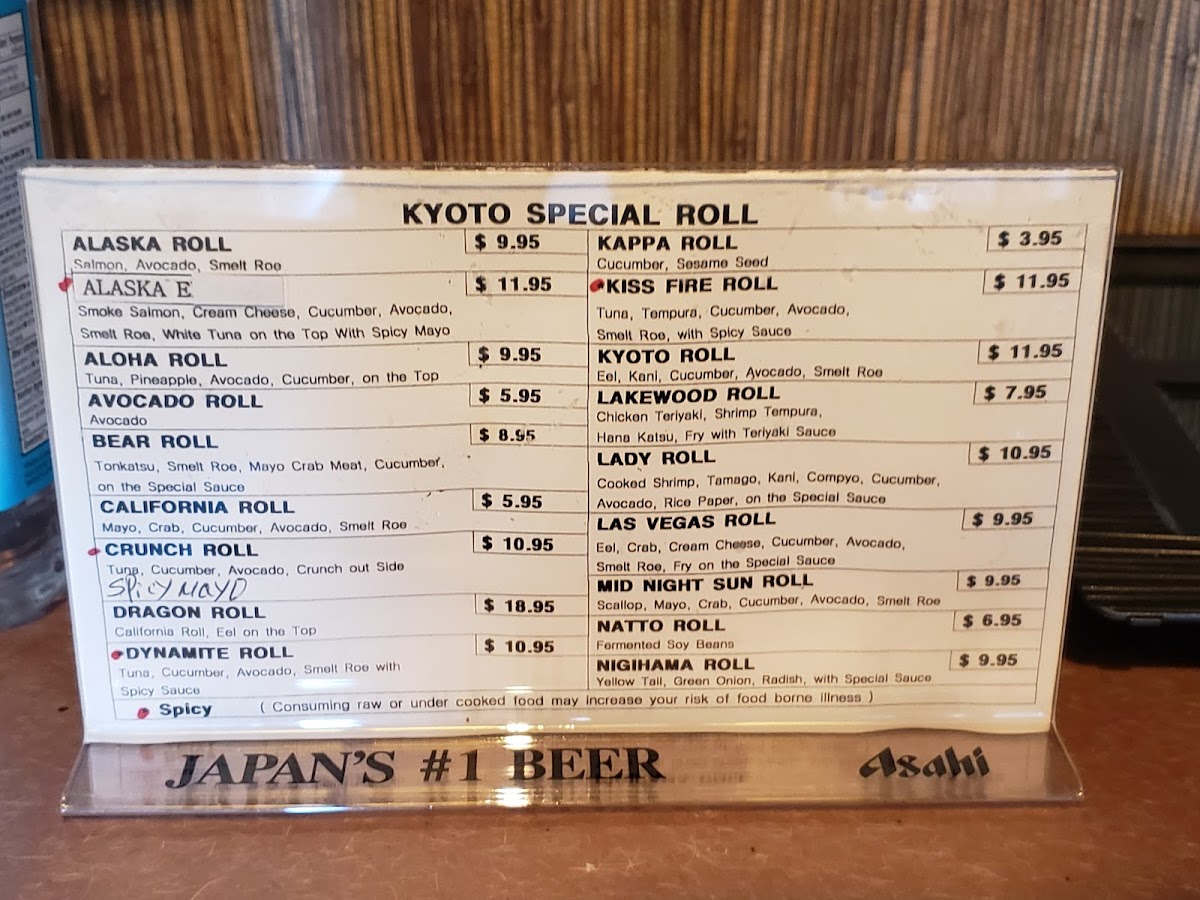 KYOTO SPECIAL ROLL
ALASKA ROLL $ 9.95
Salmon, Avocado, Smelt Roe
ALASKA E $ 11.95
Smoke Salmon, Cream Cheese, Cucumber, Avocado,
Smelt Roe, White Tuna on the Top With Spicy Mayo
ALOHA ROLL $ 9.95
Tuna, Pineapple, Avocado, Cucumber, on the Top
AVOCADO ROLL $ 5.95
Avocado
BEAR ROLL $ 8.95
Tonkatsu, Smelt Roe, Mayo Crab Meat, Cucumber,
on the Special Sauce
CALIFORNIA ROLL $ 5.95
Mayo, Crab, Cucumber, Avocado, Smelt Roe
CRUNCH ROLL $ 10.95
Tuna, Cucumber, Avocado, Crunch out Side
SPiCY MAYO
DRAGON ROLL $ 18.95
California Roll, Eel on the Top
DYNAMITE ROLL $ 10.95
Tuna, Cucumber, Avocado, Smelt Roe with
Spicy Sauce
KAPPA ROLL $ 3.95
Cucumber, Sesame Seed
KISS FIRE ROLL $ 11.95
Tuna, Tempura, Cucumber, Avocado,
Smelt Roe, with Spicy Sauce
KYOTO ROLL $ 11.95
Eel, Kani, Cucumber, Avocado, Smelt Roe
LAKEWOOD ROLL $ 7.95
Chicken Teriyaki, Shrimp Tempura,
Hana Katsu, Fry with Teriyaki Sauce
LADY ROLL $ 10.95
Cooked Shrimp, Tamago, Kani, Compyo, Cucumber,
Avocado, Rice Paper, on the Special Sauce
LAS VEGAS ROLL $ 9.95
Eel, Crab, Cream Cheese, Cucumber, Avocado,
Smelt Roe, Fry on the Special Sauce
MID NIGHT SUN ROLL $ 9.95
Scallop, Mayo, Crab, Cucumber, Avocado, Smelt Roe
NATTO ROLL $ 6.95
Fermented Soy Beans
NIGIHAMA ROLL $ 9.95
Yellow Tail, Green Onion, Radish, with Special Sauce
Spicy ( Consuming raw or under cooked food may increase your risk of food borne illness )
JAPAN'S #1 BEER Asahi